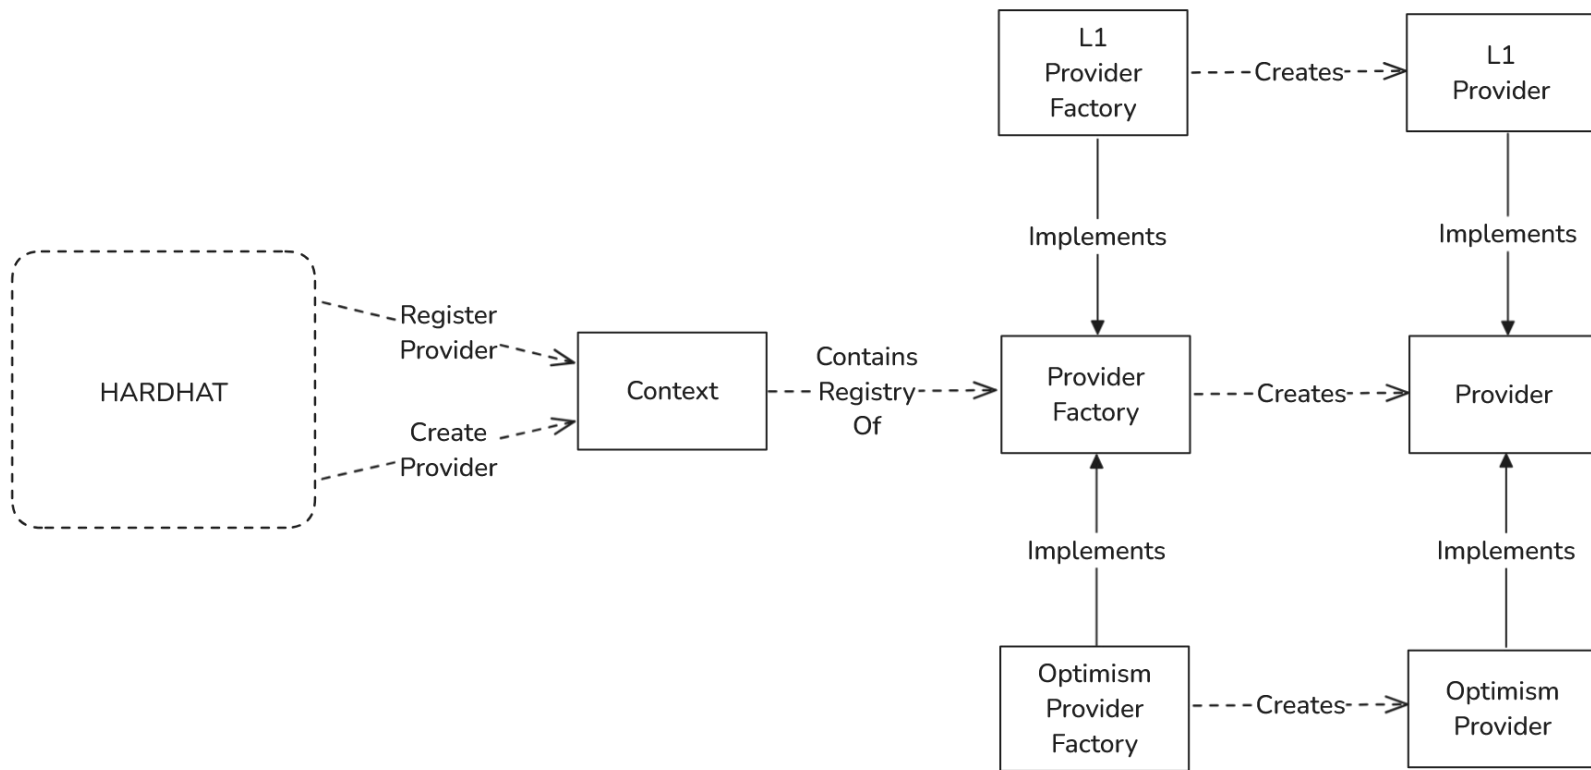 L1
Provider
Factory
Creates
L1
Provider
Implements
Implements
HARDHAT
Register
Provider
Create
Provider
Context
Contains
Registry
Of
Provider
Factory
Creates
Provider
Implements
Implements
Optimism
Provider
Factory
Creates
Optimism
Provider